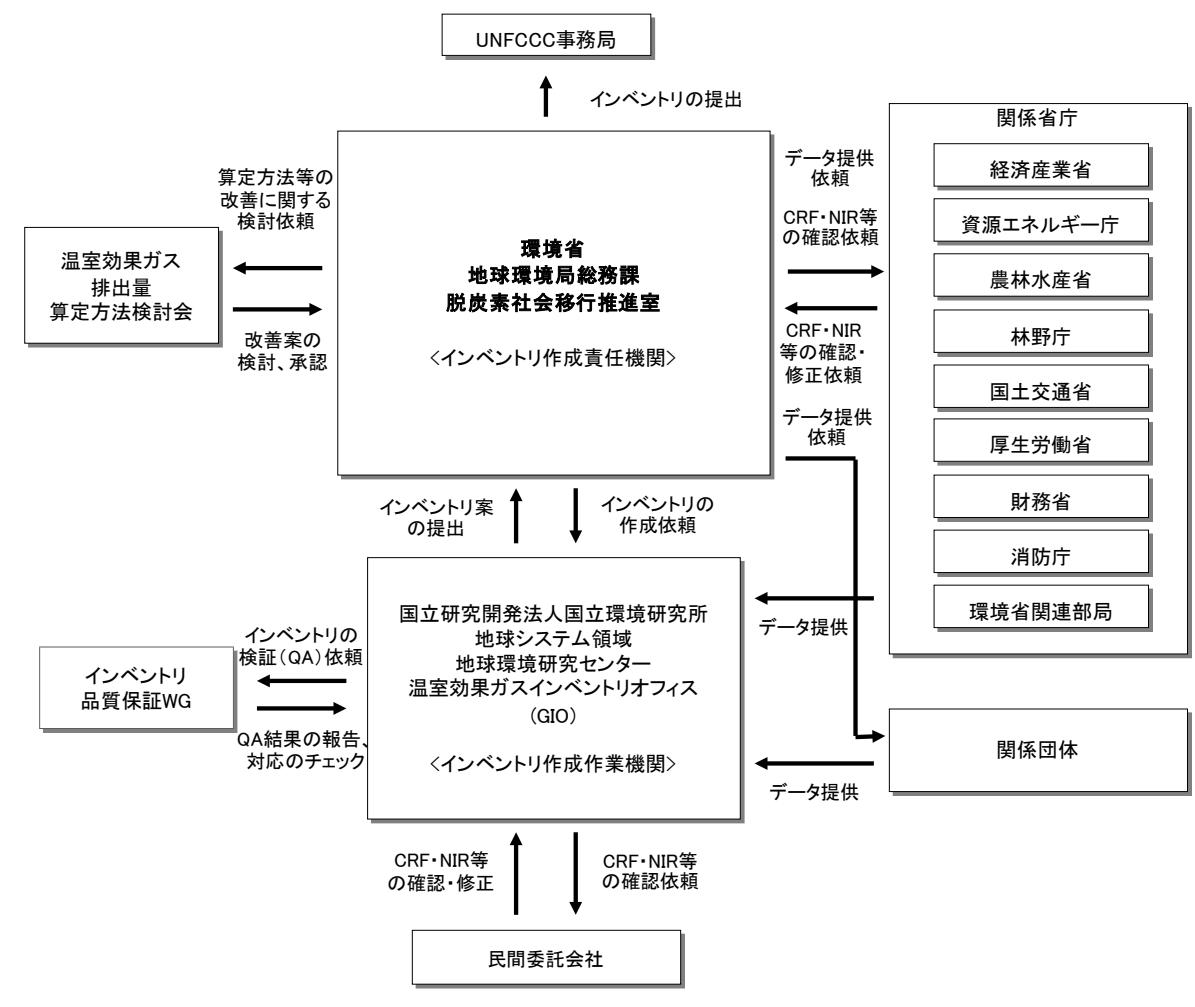 UNFCCC事務局
インベントリの提出
環境省
地球環境局総務課
脱炭素社会移行推進室
<インベントリ作成責任機関>
算定方法等の
改善に関する
検討依頼
温室効果ガス
排出量
算定方法検討会
改善案の
検討、承認
データ提供
依頼
CRF・NIR等
の確認依頼
CRF・NIR
等の確認・
修正依頼
データ提供
依頼
関係省庁
経済産業省
資源エネルギー庁
農林水産省
林野庁
国土交通省
厚生労働省
財務省
消防庁
環境省関連部局
インベントリ案
の提出
インベントリの
作成依頼
国立研究開発法人国立環境研究所
地球システム領域
地球環境研究センター
温室効果ガスインベントリオフィス
(GIO)
<インベントリ作成作業機関>
インベントリの
検証(QA)依頼
インベントリ
品質保証WG
QA結果の報告、
対応のチェック
データ提供
データ提供
関係団体
CRF・NIR等
の確認・修正
CRF・NIR等
の確認依頼
民間委託会社